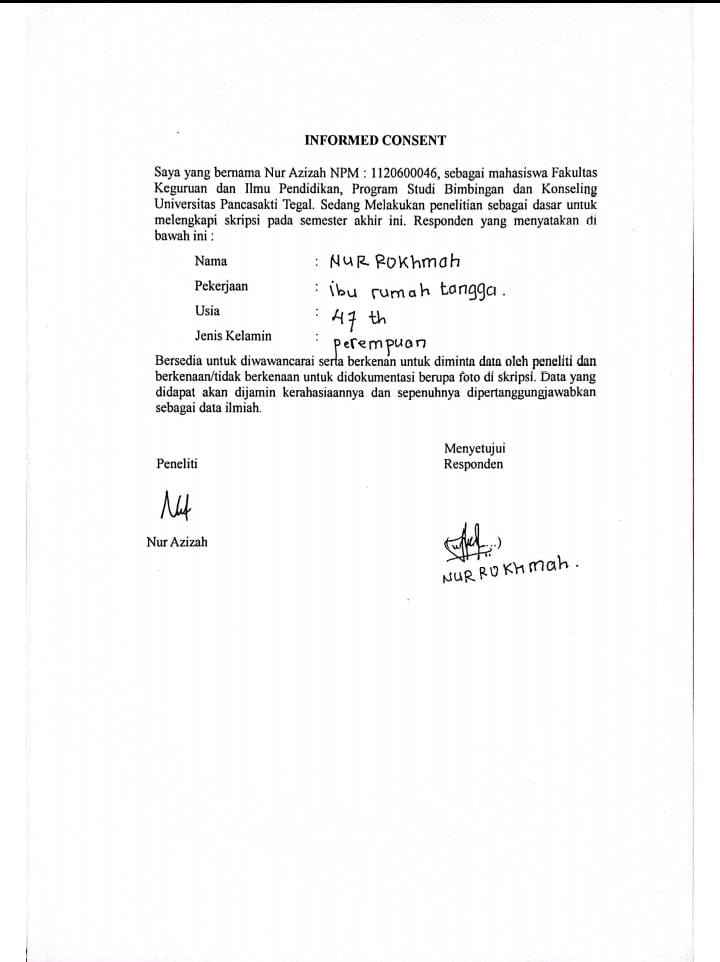 INFORMED CONSENT
Saya yang bernama Nur Azizah NPM : 1120600046, sebagai mahasiswa Fakultas
Keguruan dan Ilmu Pendidikan, Program Studi Bimbingan dan Konseling
Universitas Pancasakti Tegal. Sedang Melakukan penelitian sebagai dasar untuk
melengkapi skripsi pada semester akhir ini. Responden yang menyatakan di
bawah ini :
Nama : NUR ROKhmah
Pekerjaan : ibu rumah tangga.
Usia : 47 th
Jenis Kelamin : perempuan
Bersedia untuk diwawancarai serta berkenan untuk diminta data oleh peneliti dan
berkenaan/tidak berkenaan untuk didokumentasi berupa foto di skripsi. Data yang
didapat akan dijamin kerahasiaannya dan sepenuhnya dipertanggungjawabkan
sebagai data ilmiah.
Menyetujui
Peneliti Responden
Nur Azizah
NUR ROKhmah.